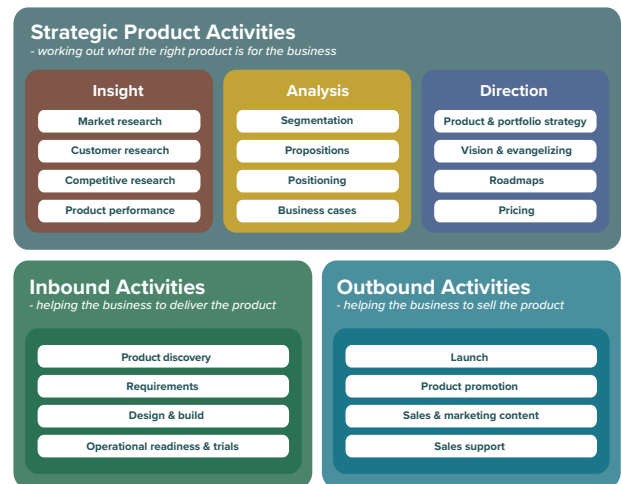 Strategic Product Activities
- working out what the right product is for the business
Insight
Market research
Customer research
Competitive research
Product performance
Analysis
Segmentation
Propositions
Positioning
Business cases
Direction
Product & portfolio strategy
Vision & evangelizing
Roadmaps
Pricing
Inbound Activities
- helping the business to deliver the product
Product discovery
Requirements
Design & build
Operational readiness & trials
Outbound Activities
- helping the business to sell the product
Launch
Product promotion
Sales & marketing content
Sales support